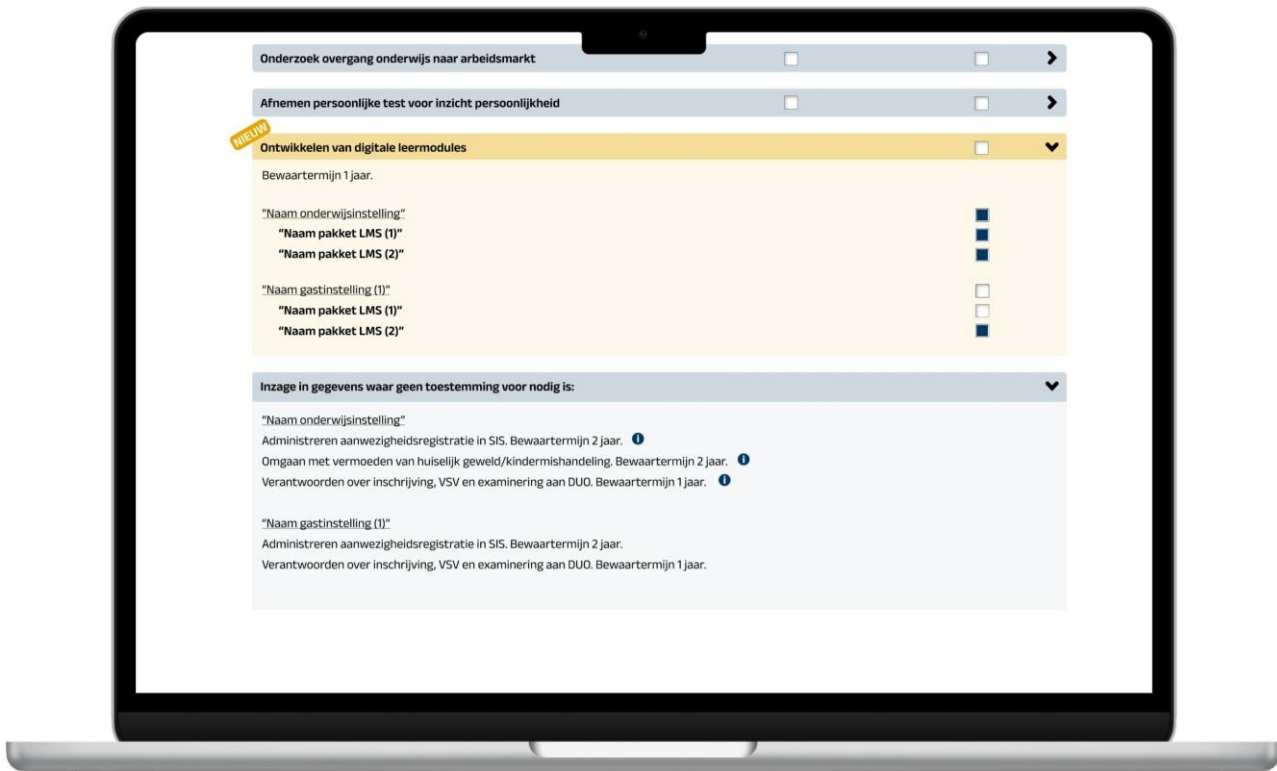 Onderzoek overgang onderwijs naar arbeidsmarkt
Afnemen persoonlijke test voor inzicht persoonlijkheid
NIEUW
Ontwikkelen van digitale leermodules
Bewaartermijn 1 jaar.
"Naam onderwijsinstelling"
"Naam pakket LMS (1)"
"Naam pakket LMS (2)"
"Naam gastinstelling (1)"
"Naam pakket LMS (1)"
"Naam pakket LMS (2)"
Inzage in gegevens waar geen toestemming voor nodig is:
"Naam onderwijsinstelling"
Administreren aanwezigheidsregistratie in SIS. Bewaartermijn 2 jaar. i
Omgaan met vermoeden van huiselijk geweld/kindermishandeling. Bewaartermijn 2 jaar. i
Verantwoorden over inschrijving, VSV en examinering aan DUO. Bewaartermijn 1 jaar. i
"Naam gastinstelling (1)"
Administreren aanwezigheidsregistratie in SIS. Bewaartermijn 2 jaar.
Verantwoorden over inschrijving, VSV en examinering aan DUO. Bewaartermijn 1 jaar.